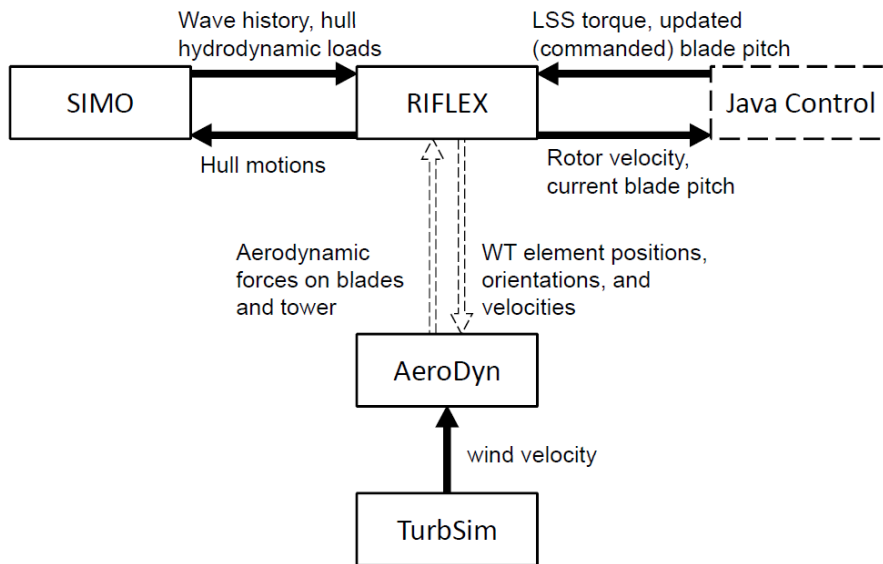 Wave history, hull
hydrodynamic loads
LSS torque, updated
(commanded) blade pitch
SIMO
RIFLEX
Java Control
Hull motions
Rotor velocity,
current blade pitch
Aerodynamic
forces on blades
and tower
WT element positions,
orientations, and
velocities
AeroDyn
wind velocity
TurbSim